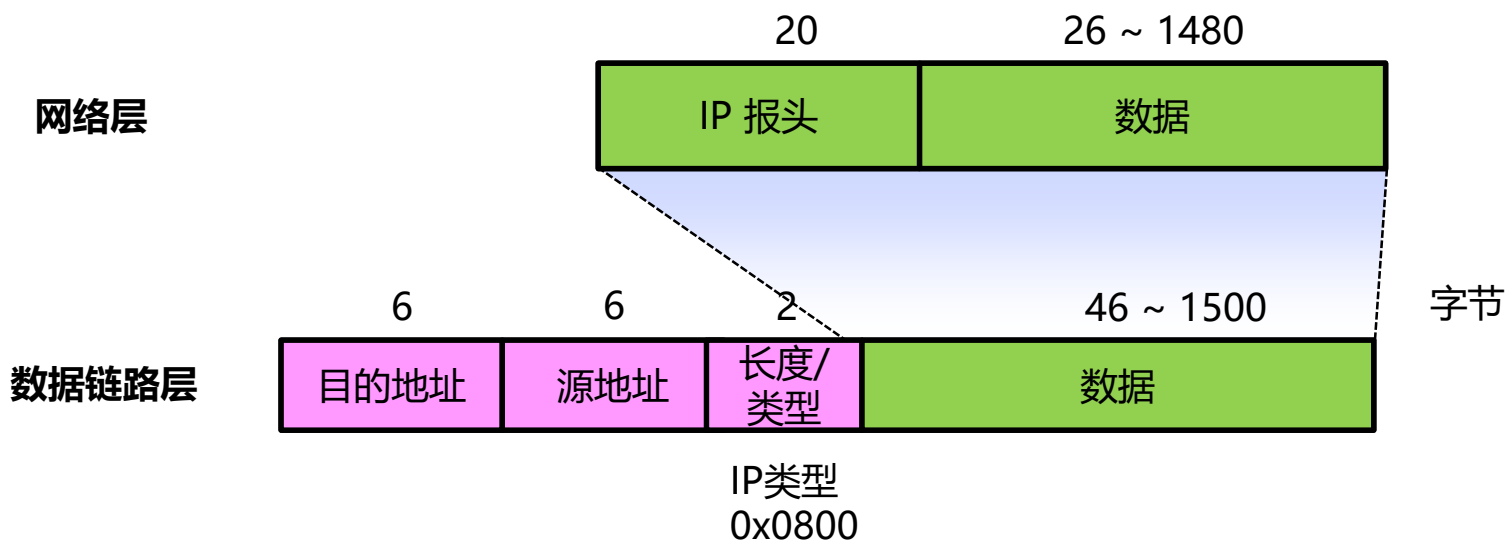 20
26 ~ 1480
网络层
IP 报头
数据
6
6
2
46 ~ 1500
字节
数据链路层
目的地址
源地址
长度/
类型
数据
IP类型
0x0800